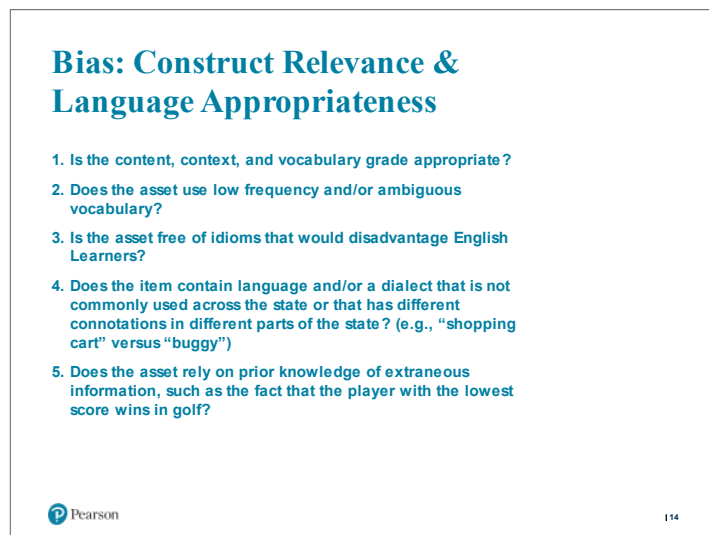 Bias: Construct Relevance &
Language Appropriateness
1. Is the content, context, and vocabulary grade appropriate?
2. Does the asset use low frequency and/or ambiguous
vocabulary?
3. Is the asset free of idioms that would disadvantage English
Learners?
4. Does the item contain language and/or a dialect that is not
commonly used across the state or that has different
connotations in different parts of the state? (e.g., “shopping
cart” versus “buggy”)
5. Does the asset rely on prior knowledge of extraneous
information, such as the fact that the player with the lowest
score wins in golf?
Pearson
| 14